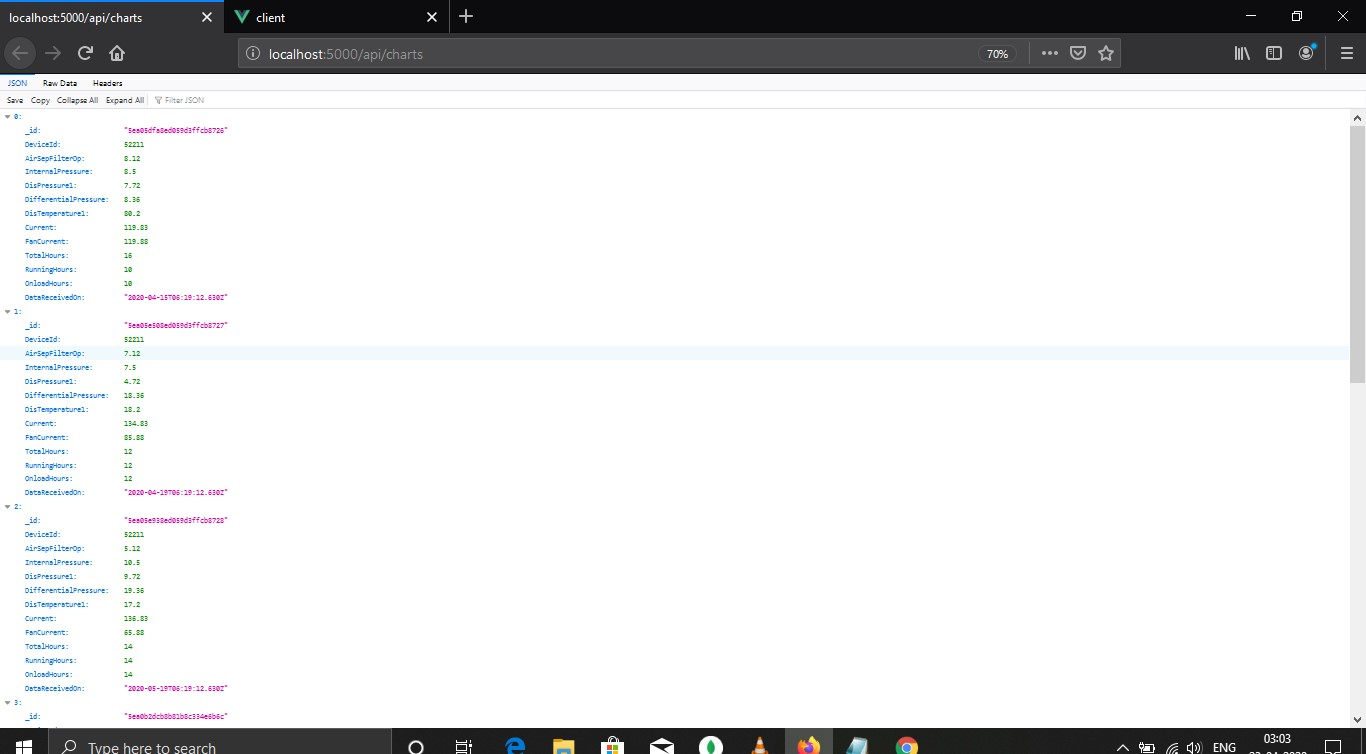 localhost:5000/api/charts
client
localhost:5000/api/charts
70%
JSON Raw Data Headers
Save Copy Collapse All Expand All Filter JSON
0:
_id: "5ea05dfa8ed059d3ffcb8726"
DeviceId: 52211
AirSepFilterOp: 8.12
InternalPressure: 8.5
DisPressure1: 7.72
DifferentialPressure: 8.36
DisTemperature1: 80.2
Current: 119.83
FanCurrent: 119.88
TotalHours: 16
RunningHours: 10
OnloadHours: 10
DataReceivedOn: "2020-04-15T06:19:12.630Z"
1:
_id: "5ea05e508ed059d3ffcb8727"
DeviceId: 52211
AirSepFilterOp: 7.12
InternalPressure: 7.5
DisPressure1: 4.72
DifferentialPressure: 18.36
DisTemperature1: 18.2
Current: 134.83
FanCurrent: 85.88
TotalHours: 12
RunningHours: 12
OnloadHours: 12
DataReceivedOn: "2020-04-19T06:19:12.630Z"
2:
_id: "5ea05e938ed059d3ffcb8728"
DeviceId: 52211
AirSepFilterOp: 5.12
InternalPressure: 10.5
DisPressure1: 9.72
DifferentialPressure: 19.36
DisTemperature1: 17.2
Current: 136.83
FanCurrent: 65.88
TotalHours: 14
RunningHours: 14
OnloadHours: 14
DataReceivedOn: "2020-05-19T06:19:12.630Z"
3:
_id: "5ea0b2dcb8b81b8c334e6b6c"
Type here to search
ENG
03:03